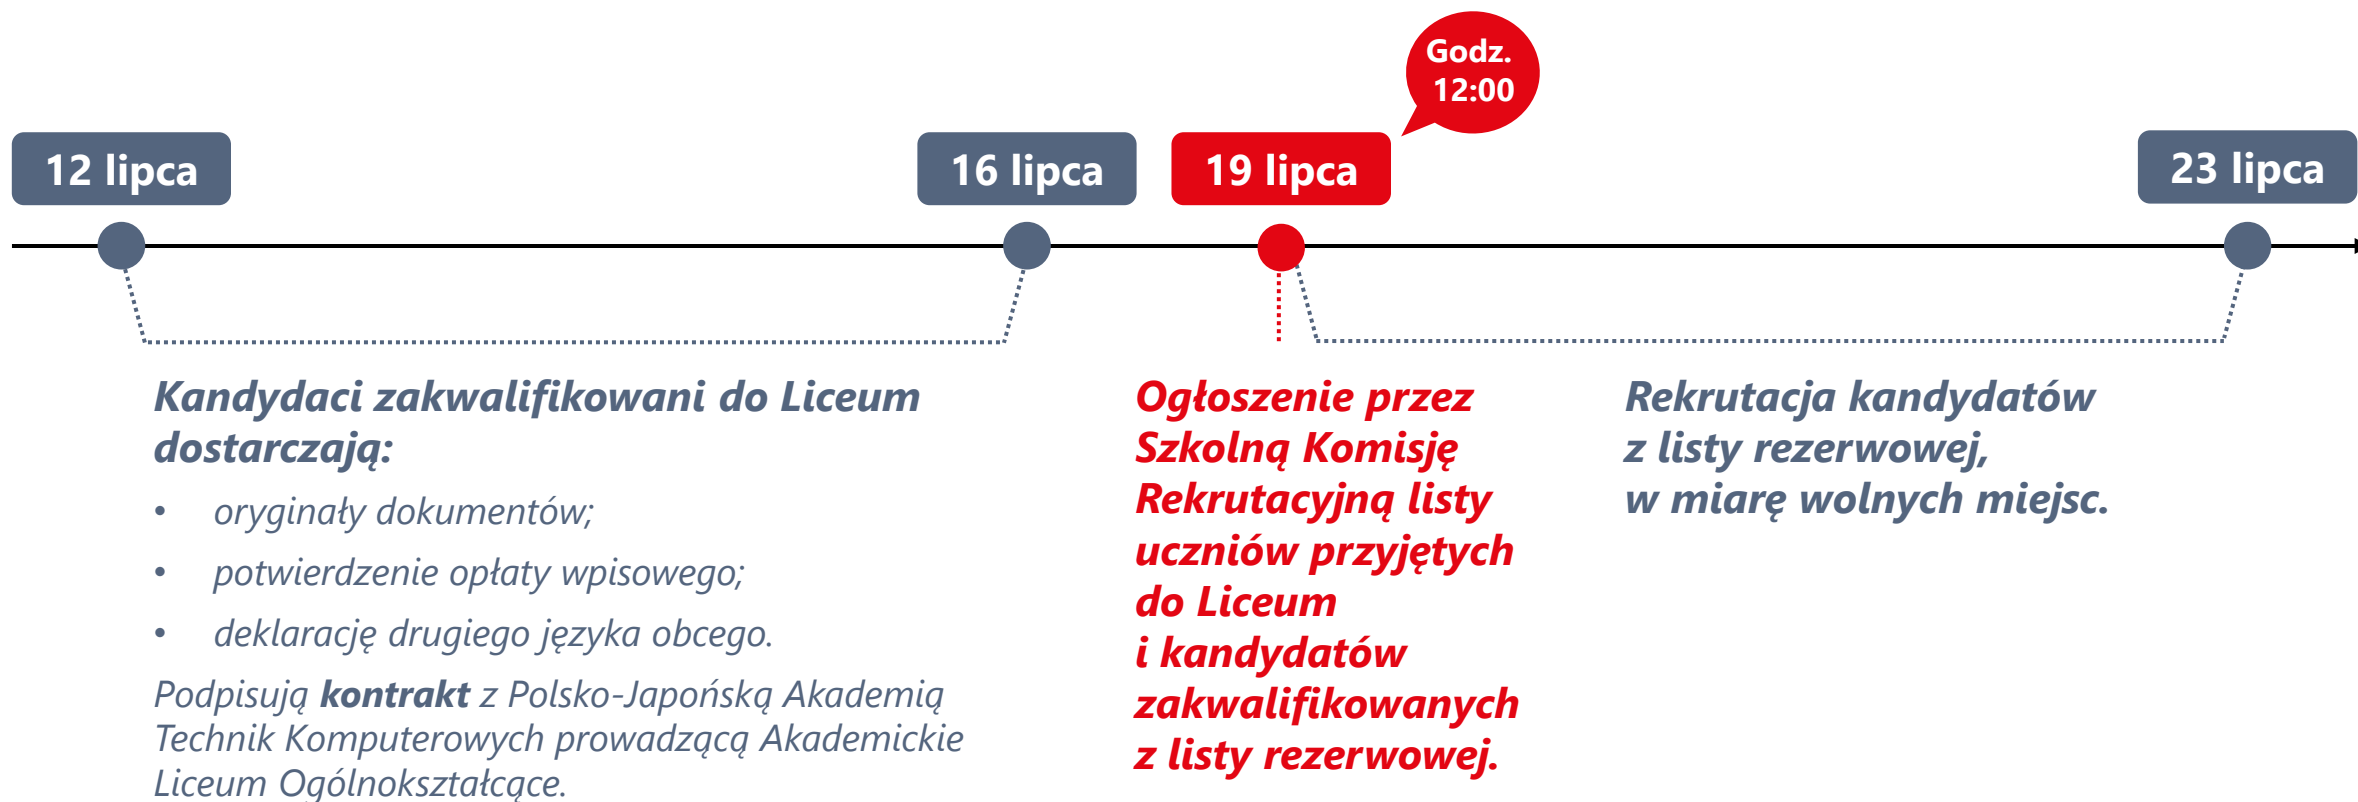 Godz.
12:00
12 lipca
16 lipca
19 lipca
23 lipca
Kandydaci zakwalifikowani do Liceum
dostarczają:
• oryginały dokumentów;
• potwierdzenie opłaty wpisowego;
• deklarację drugiego języka obcego.
Podpisują kontrakt z Polsko-Japońską Akademią
Technik Komputerowych prowadzącą Akademickie
Liceum Ogólnokształcące.
Ogłoszenie przez
Szkolną Komisję
Rekrutacyjną listy
uczniów przyjętych
do Liceum
i kandydatów
zakwalifikowanych
z listy rezerwowej.
Rekrutacja kandydatów
z listy rezerwowej,
w miarę wolnych miejsc.